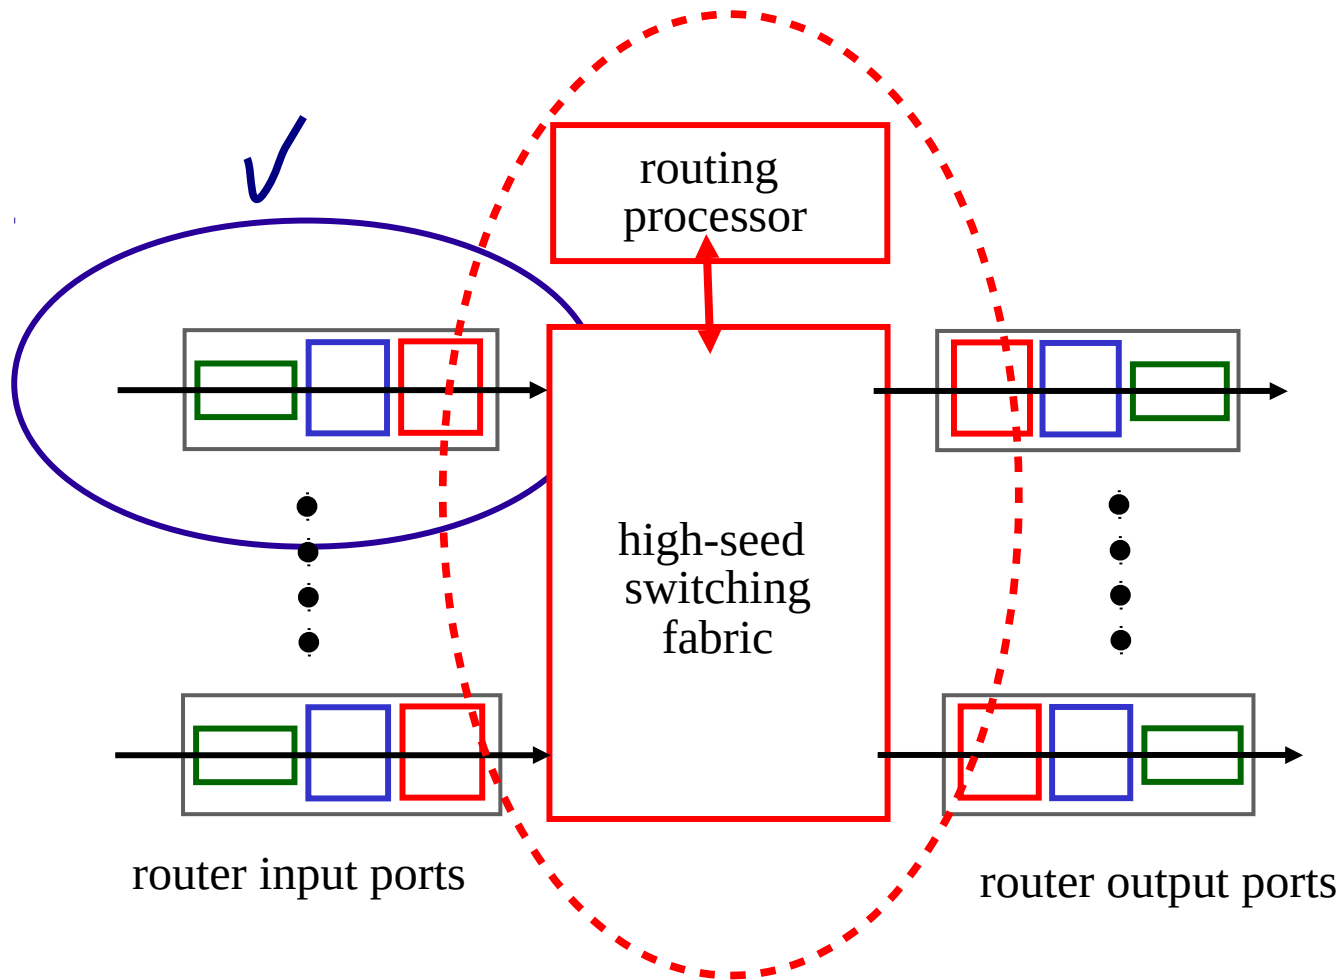 routing
processor
high-seed
switching
fabric
router input ports
router output ports